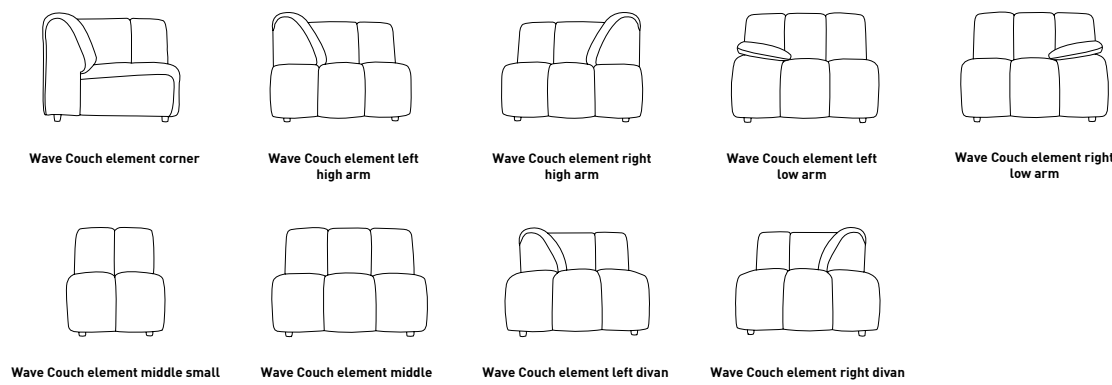 Wave Couch element corner
Wave Couch element left
high arm
Wave Couch element right
high arm
Wave Couch element left
low arm
Wave Couch element right
low arm
Wave Couch element middle small
Wave Couch element middle
Wave Couch element left divan
Wave Couch element right divan